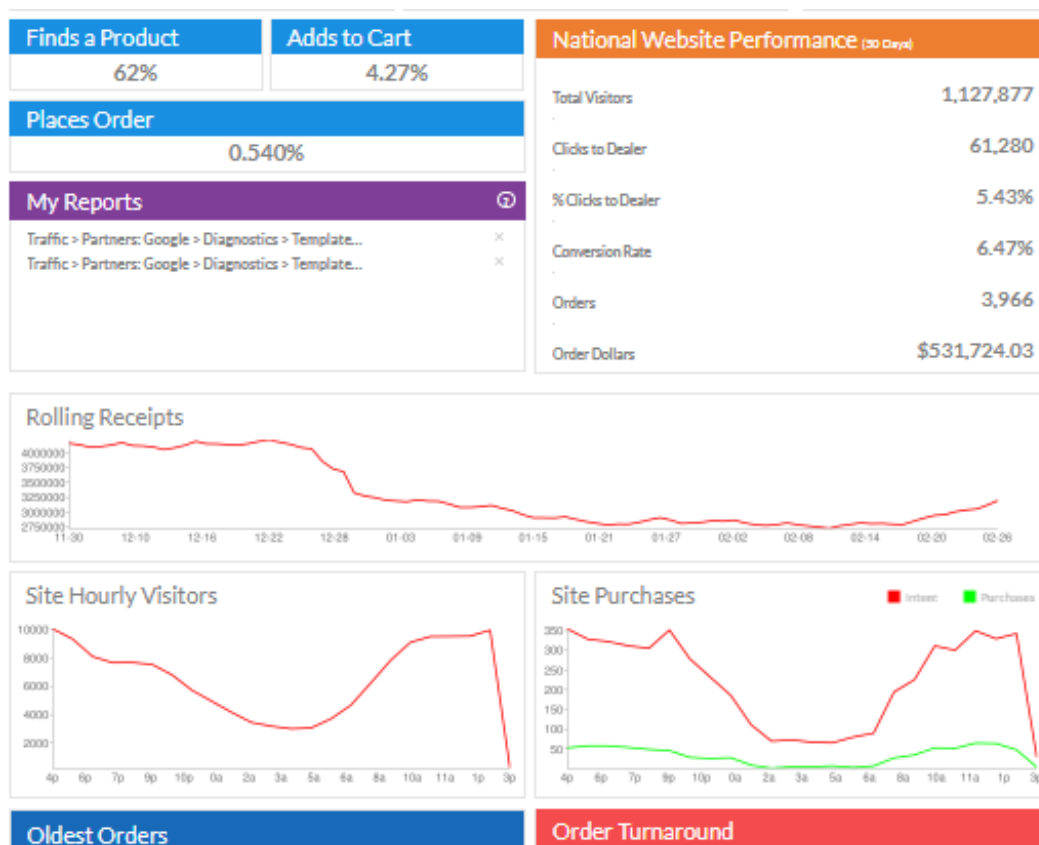 Finds a Product
Adds to Cart
62%
4.27%
Places Order
0.540%
My Reports
Traffic > Partners: Google > Diagnostics > Template...
Traffic > Partners: Google > Diagnostics > Template...
National Website Performance (30 Days)
Total Visitors 1,127,877
Clicks to Dealer 61,280
% Clicks to Dealer 5.43%
Conversion Rate 6.47%
Orders 3,966
Order Dollars $531,724.03
Rolling Receipts
4000000
3750000
3500000
3250000
3000000
2750000
11-30 12-10 12-16 12-22 12-28 01-03 01-09 01-15 01-21 01-27 02-02 02-08 02-14 02-20 02-26
Site Hourly Visitors
10000
8000
6000
4000
2000
4p 6p 7p 9p 10p 0a 2a 3a 5a 6a 8a 10a 11a 1p 3p
Site Purchases
Intent Purchases
350
300
250
200
150
100
50
4p 6p 7p 9p 10p 0a 2a 3a 5a 6a 8a 10a 11a 1p 3p
Oldest Orders
Order Turnaround